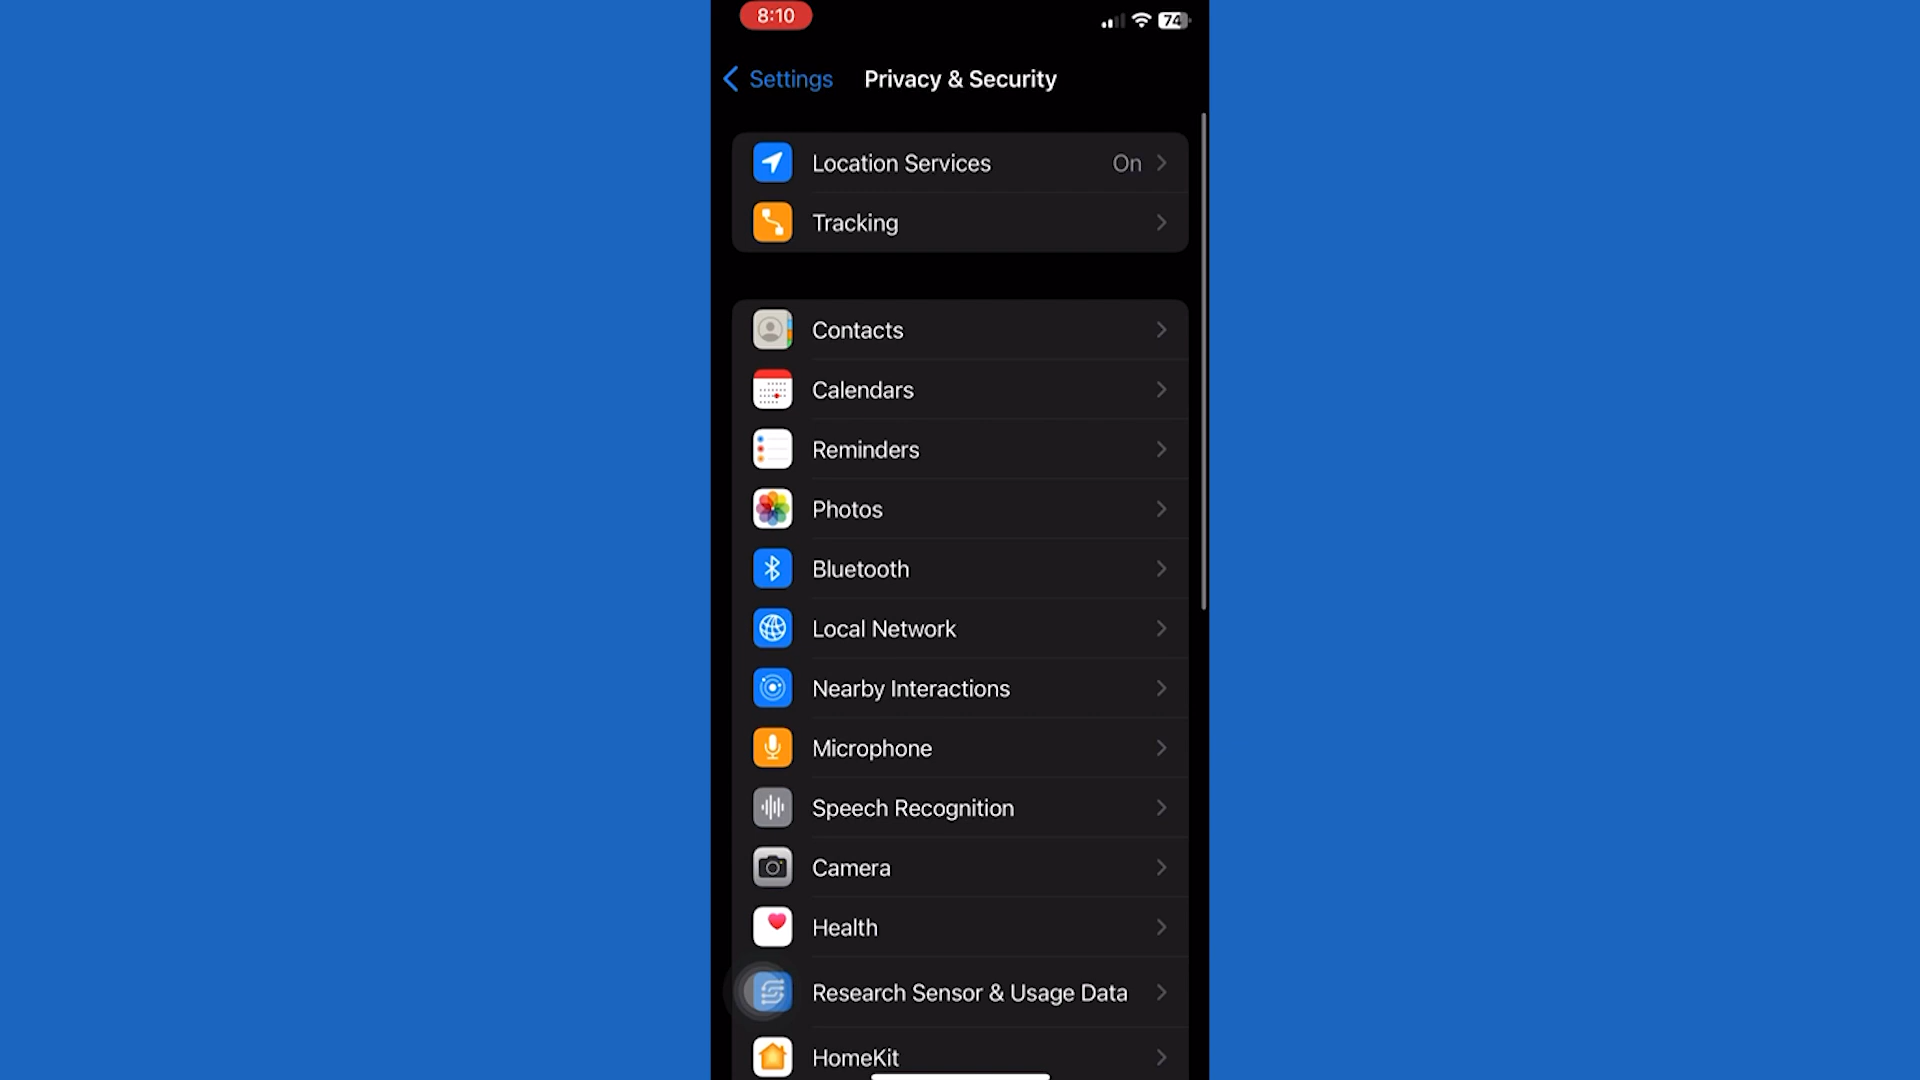 8:10
74
Settings
Privacy & Security
Location Services On
Tracking
Contacts
Calendars
Reminders
Photos
Bluetooth
Local Network
Nearby Interactions
Microphone
Speech Recognition
Camera
Health
Research Sensor & Usage Data
HomeKit